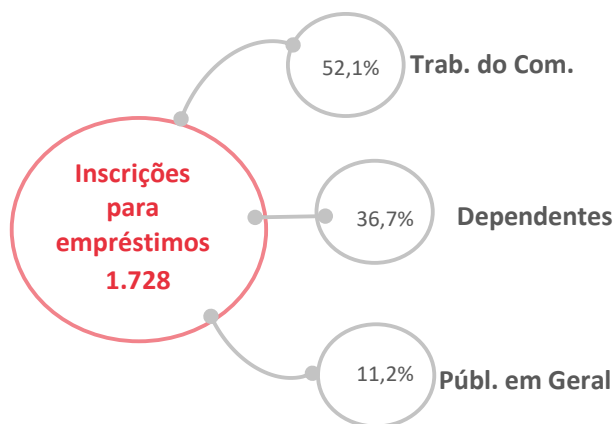 Inscrições
para
empréstimos
1.728
52,1% Trab. do Com.
36,7% Dependentes
11,2% Públ. em Geral